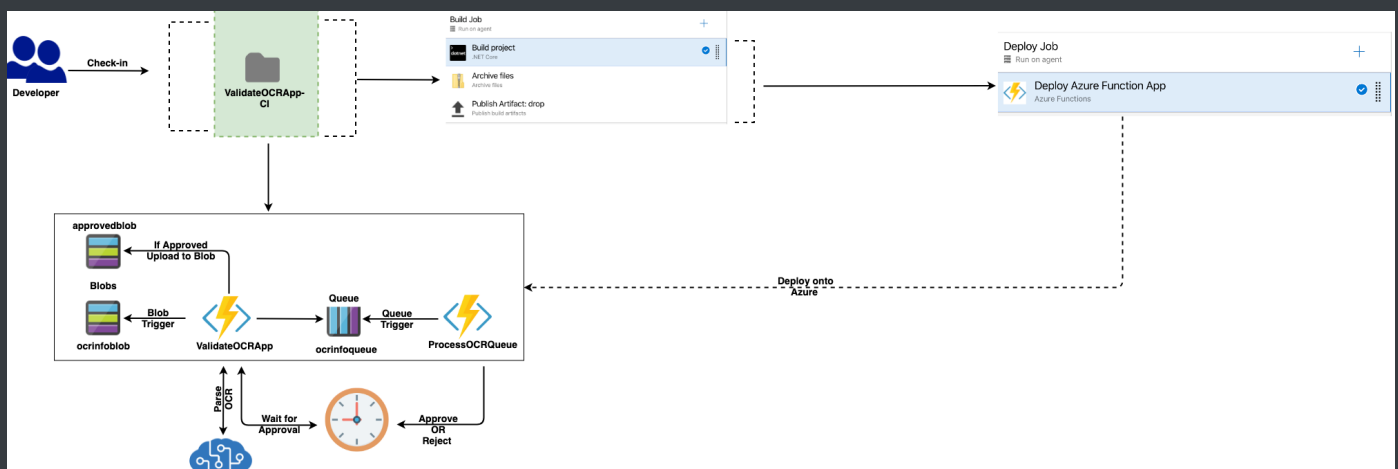 Developer
Check-in
ValidateOCRApp-
CI
Build Job
Run on agent
dotnet
Build project
.NET Core
Archive files
Archive files
Publish Artifact: drop
Publish build artifacts
Deploy Job
Run on agent
Deploy Azure Function App
Azure Functions
approvedblob
If Approved
Upload to Blob
Blobs
Blob
Trigger
ocrinfoblob
ValidateOCRApp
Queue
ocrinfoqueue
Queue
Trigger
ProcessOCRQueue
Deploy onto
Azure
Parse
OCR
Wait for
Approval
Approve
OR
Reject